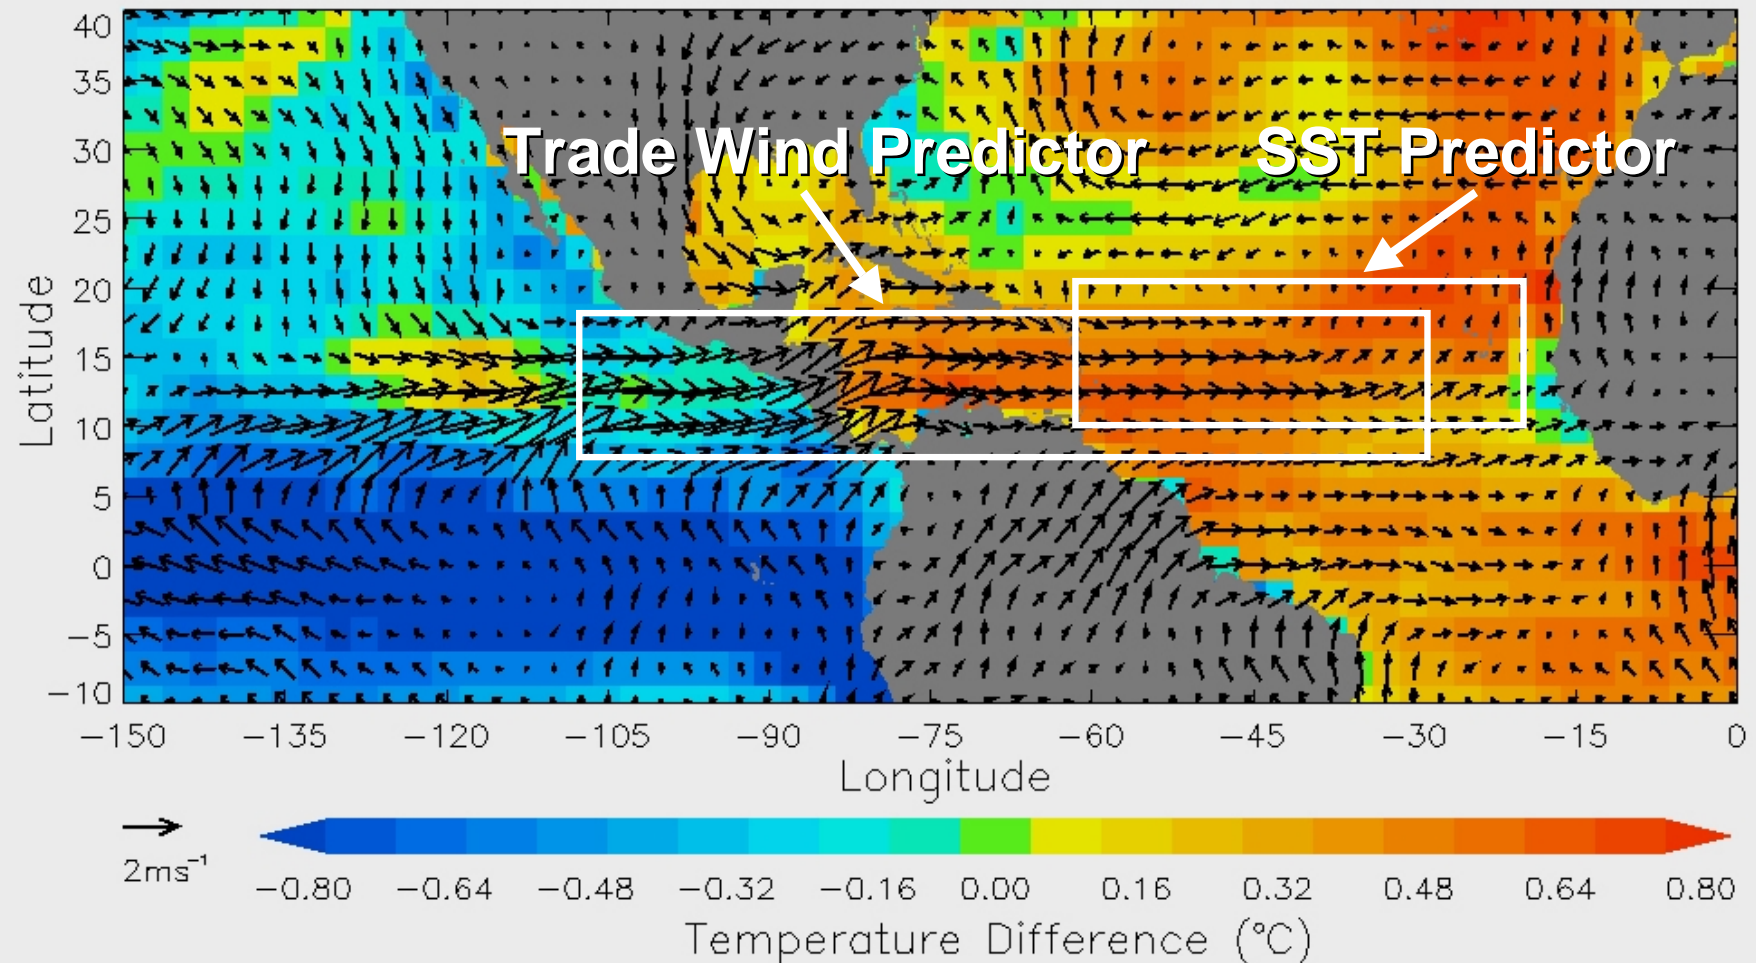 Trade Wind Predictor
SST Predictor
Latitude
40
35
30
25
20
15
10
5
0
−5
−10
−150 −135 −120 −105 −90 −75 −60 −45 −30 −15 0
Longitude
2ms⁻¹
−0.80 −0.64 −0.48 −0.32 −0.16 0.00 0.16 0.32 0.48 0.64 0.80
Temperature Difference (°C)